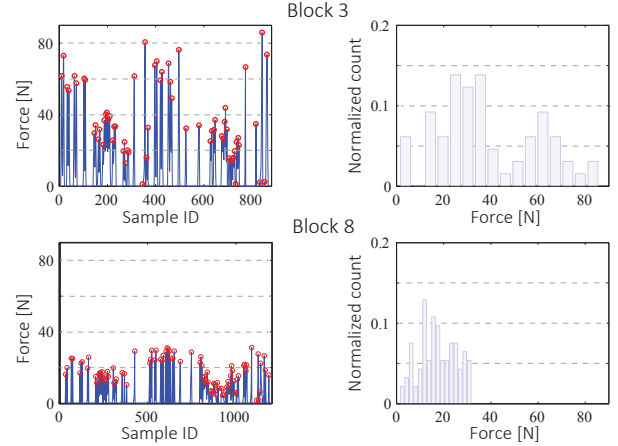 Block 3
Force [N]
80
40
0
0 200 400 600 800
Sample ID
Normalized count
0.2
0.1
0
0 20 40 60 80
Force [N]
Block 8
Force [N]
80
40
0
0 500 1000
Sample ID
Normalized count
0.2
0.1
0
0 20 40 60 80
Force [N]